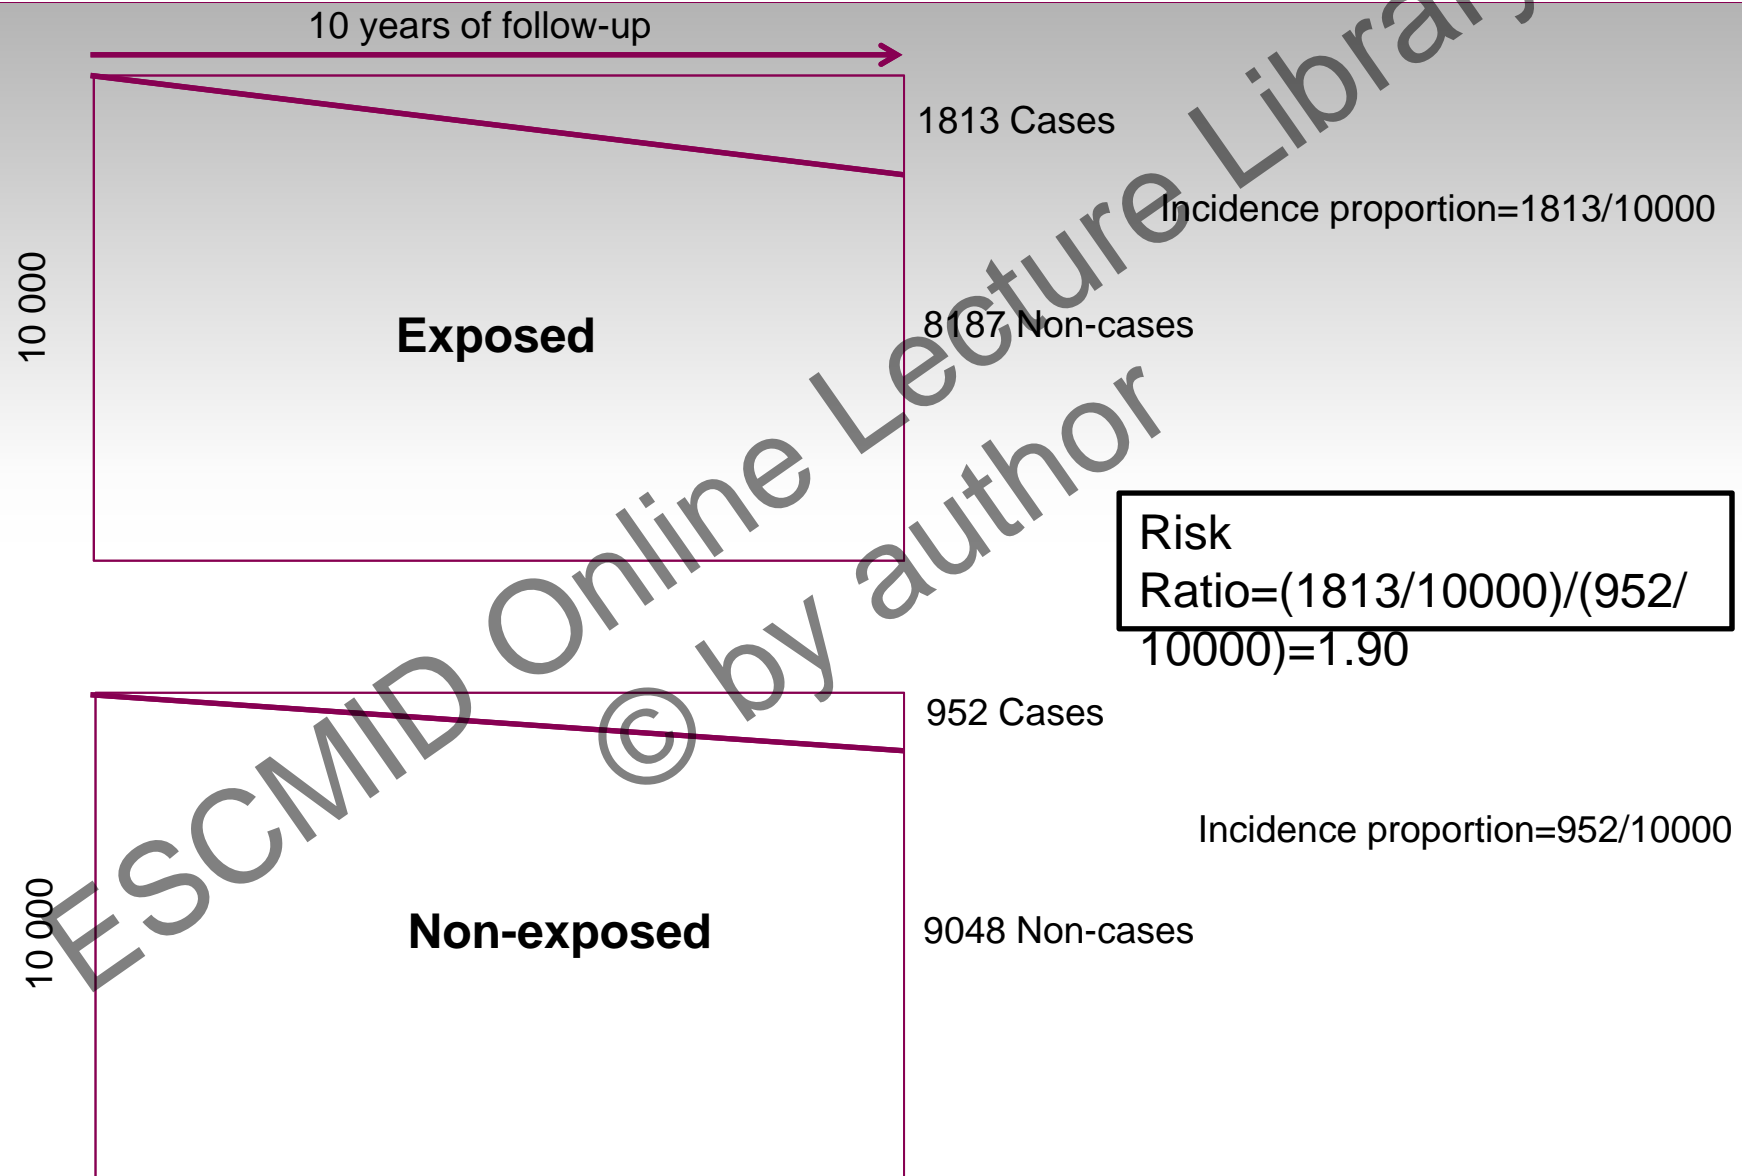 10 years of follow-up
1813 Cases
Incidence proportion=1813/10000
10 000
Exposed
8187 Non-cases
Risk
Ratio=(1813/10000)/(952/
10000)=1.90
952 Cases
Incidence proportion=952/10000
10 000
Non-exposed
9048 Non-cases
ESCMID Online Lecture Library
© by author